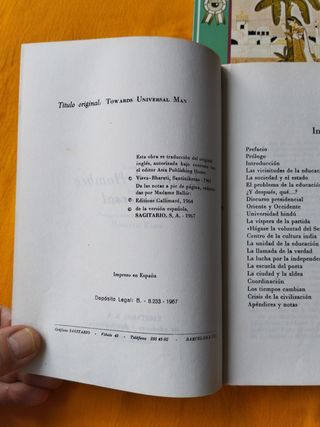 Título original: TOWARDS UNIVERSAL MAN
Esta obra es traducción del original
inglés, autorizada bajo contrato con
el editor Asia Publishing House.
© Visva-Bharati, Santiniketan - 1961
De las notas a pie de página, redactadas
por Madame Ballof:
© Editions Gallimard, 1964
© de la versión española,
SAGITARIO, S. A. - 1967
Impreso en España
Depósito Legal: B. - 8.233 - 1967
Gráficas SAGITARIO
Teléfono
BARCELONA
Prefacio
Prólogo
Introducción
Las vicisitudes de la educa
La sociedad y el estado
El problema de la educació
¿Y después, qué...?
Discurso presidencial
Oriente y Occidente
Universidad hindú
La víspera de la partida
«Hágase la voluntad del Se
Centro de la cultura india
La unidad de la educación
La llamada de la verdad
La lucha por la independenc
La escuela del poeta
La ciudad y la aldea
Coordinación
Los tiempos cambian
Crisis de la civilización
Apéndices y notas